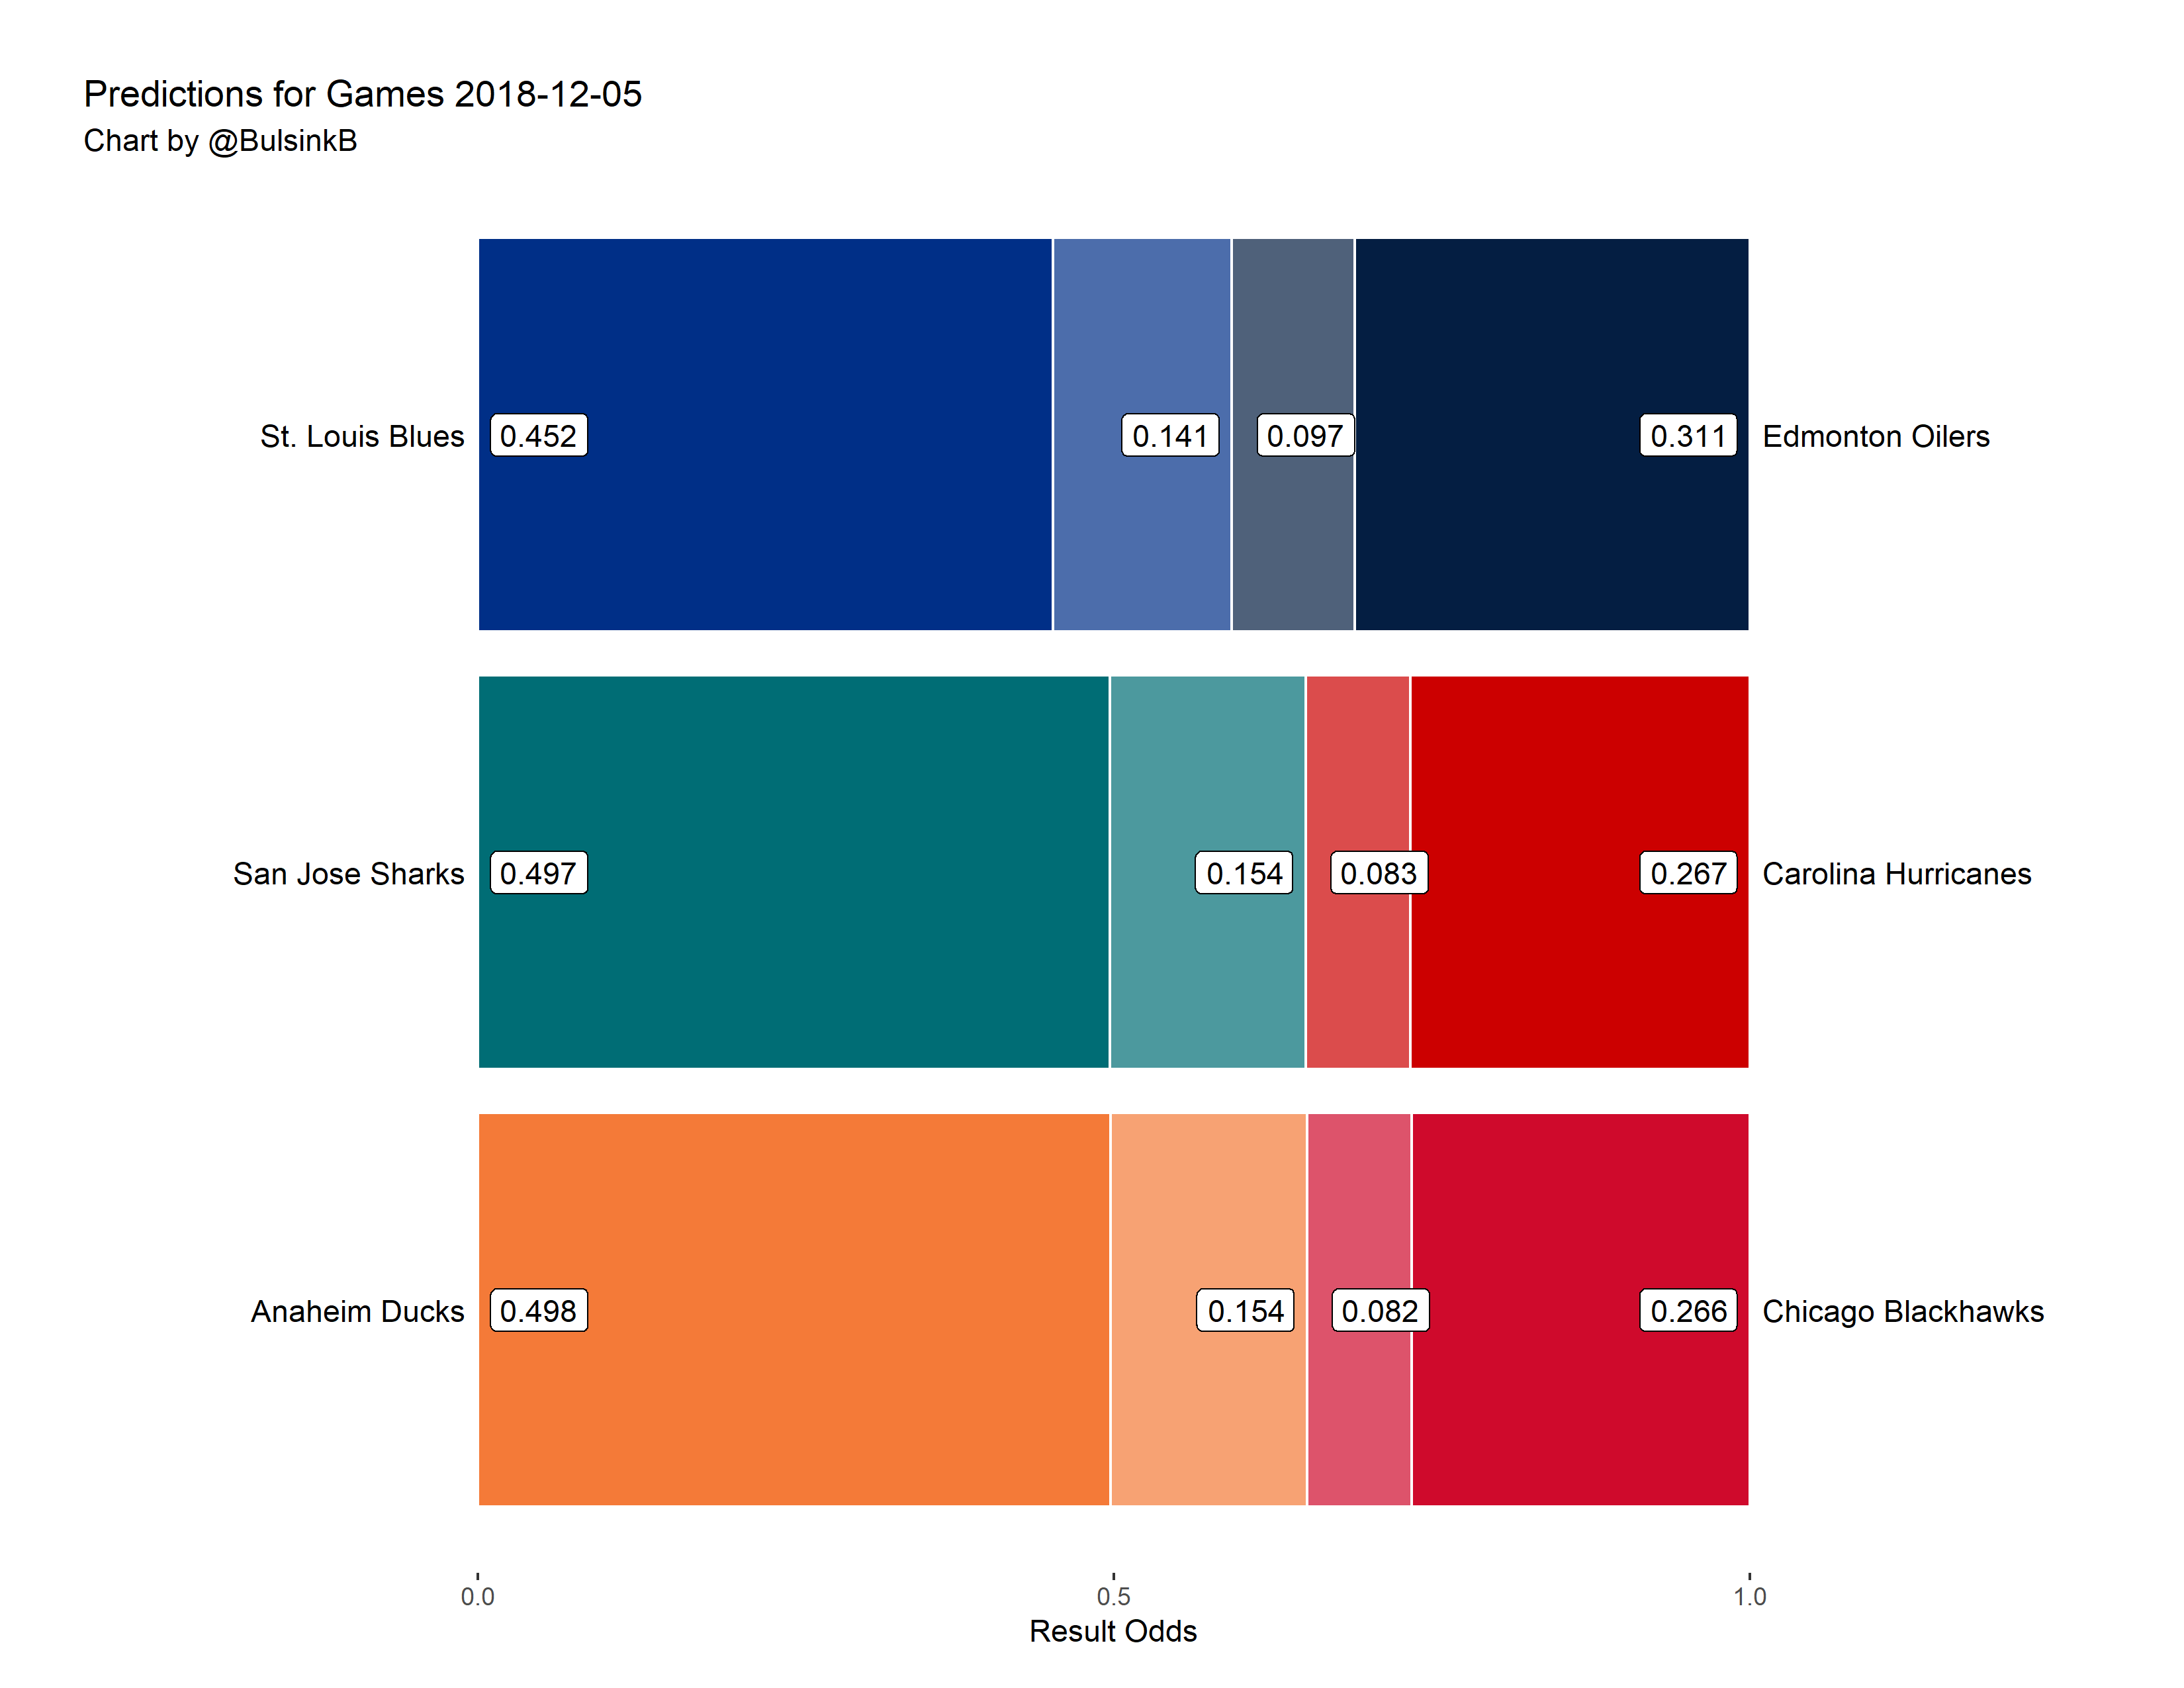 Predictions for Games 2018-12-05
Chart by @BulsinkB
St. Louis Blues 0.452 0.141 0.097 0.311 Edmonton Oilers
San Jose Sharks 0.497 0.154 0.083 0.267 Carolina Hurricanes
Anaheim Ducks 0.498 0.154 0.082 0.266 Chicago Blackhawks
0.0 0.5 1.0
Result Odds